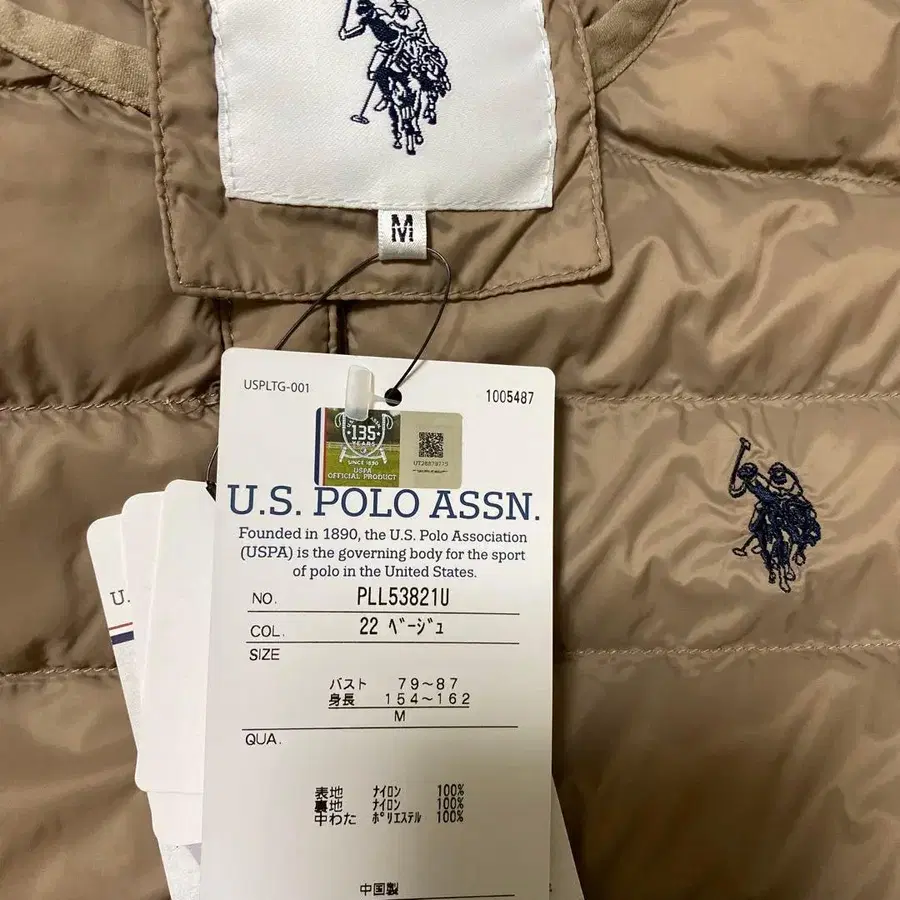 M
USPLTG-001
1005487
135
YEARS
SINCE 1890
USPA
OFFICIAL PRODUCT
U.S. POLO ASSN.
Founded in 1890, the U.S. Polo Association
(USPA) is the governing body for the sport
of polo in the United States.
NO. PLL53821U
COL. 22 ﾍﾞｰｼﾞｭ
SIZE
バスト 79~87
身長 154~162
M
QUA.
表地 ﾅｲﾛﾝ 100%
裏地 ﾅｲﾛﾝ 100%
中わた ﾎﾟﾘｴｽﾃﾙ 100%
中国製
U.